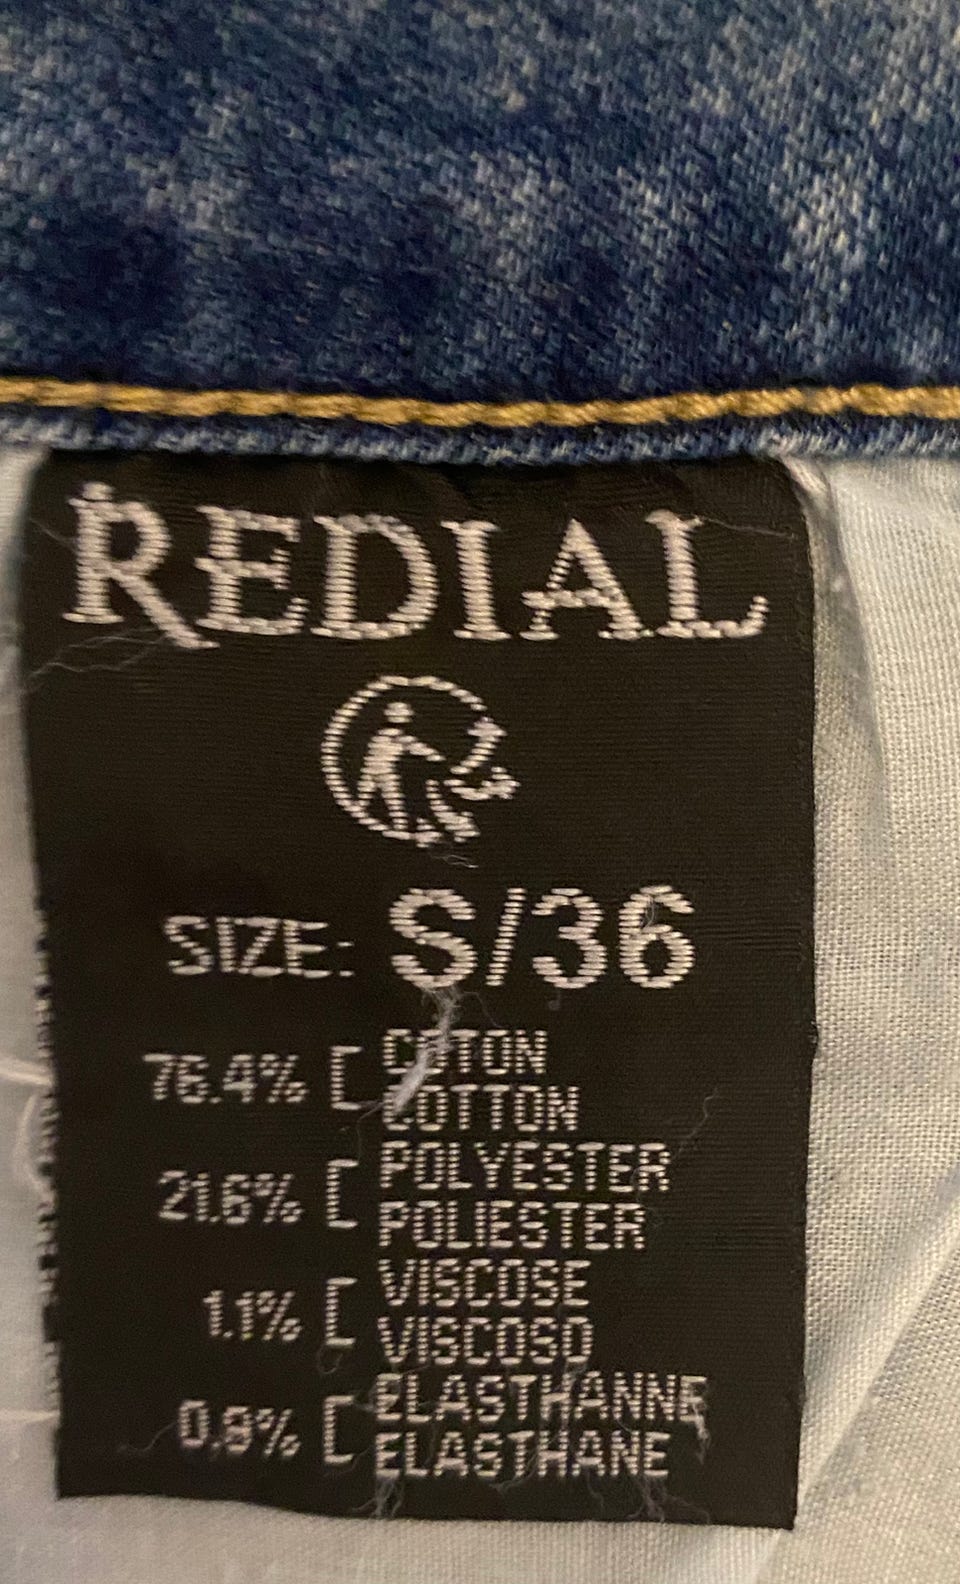 REDIAL
SIZE: S/36
76.4% [ COTON
COTTON
21.6% [ POLYESTER
POLIESTER
1.1% [ VISCOSE
VISCOSO
0.9% [ ELASTHANNE
ELASTHANE